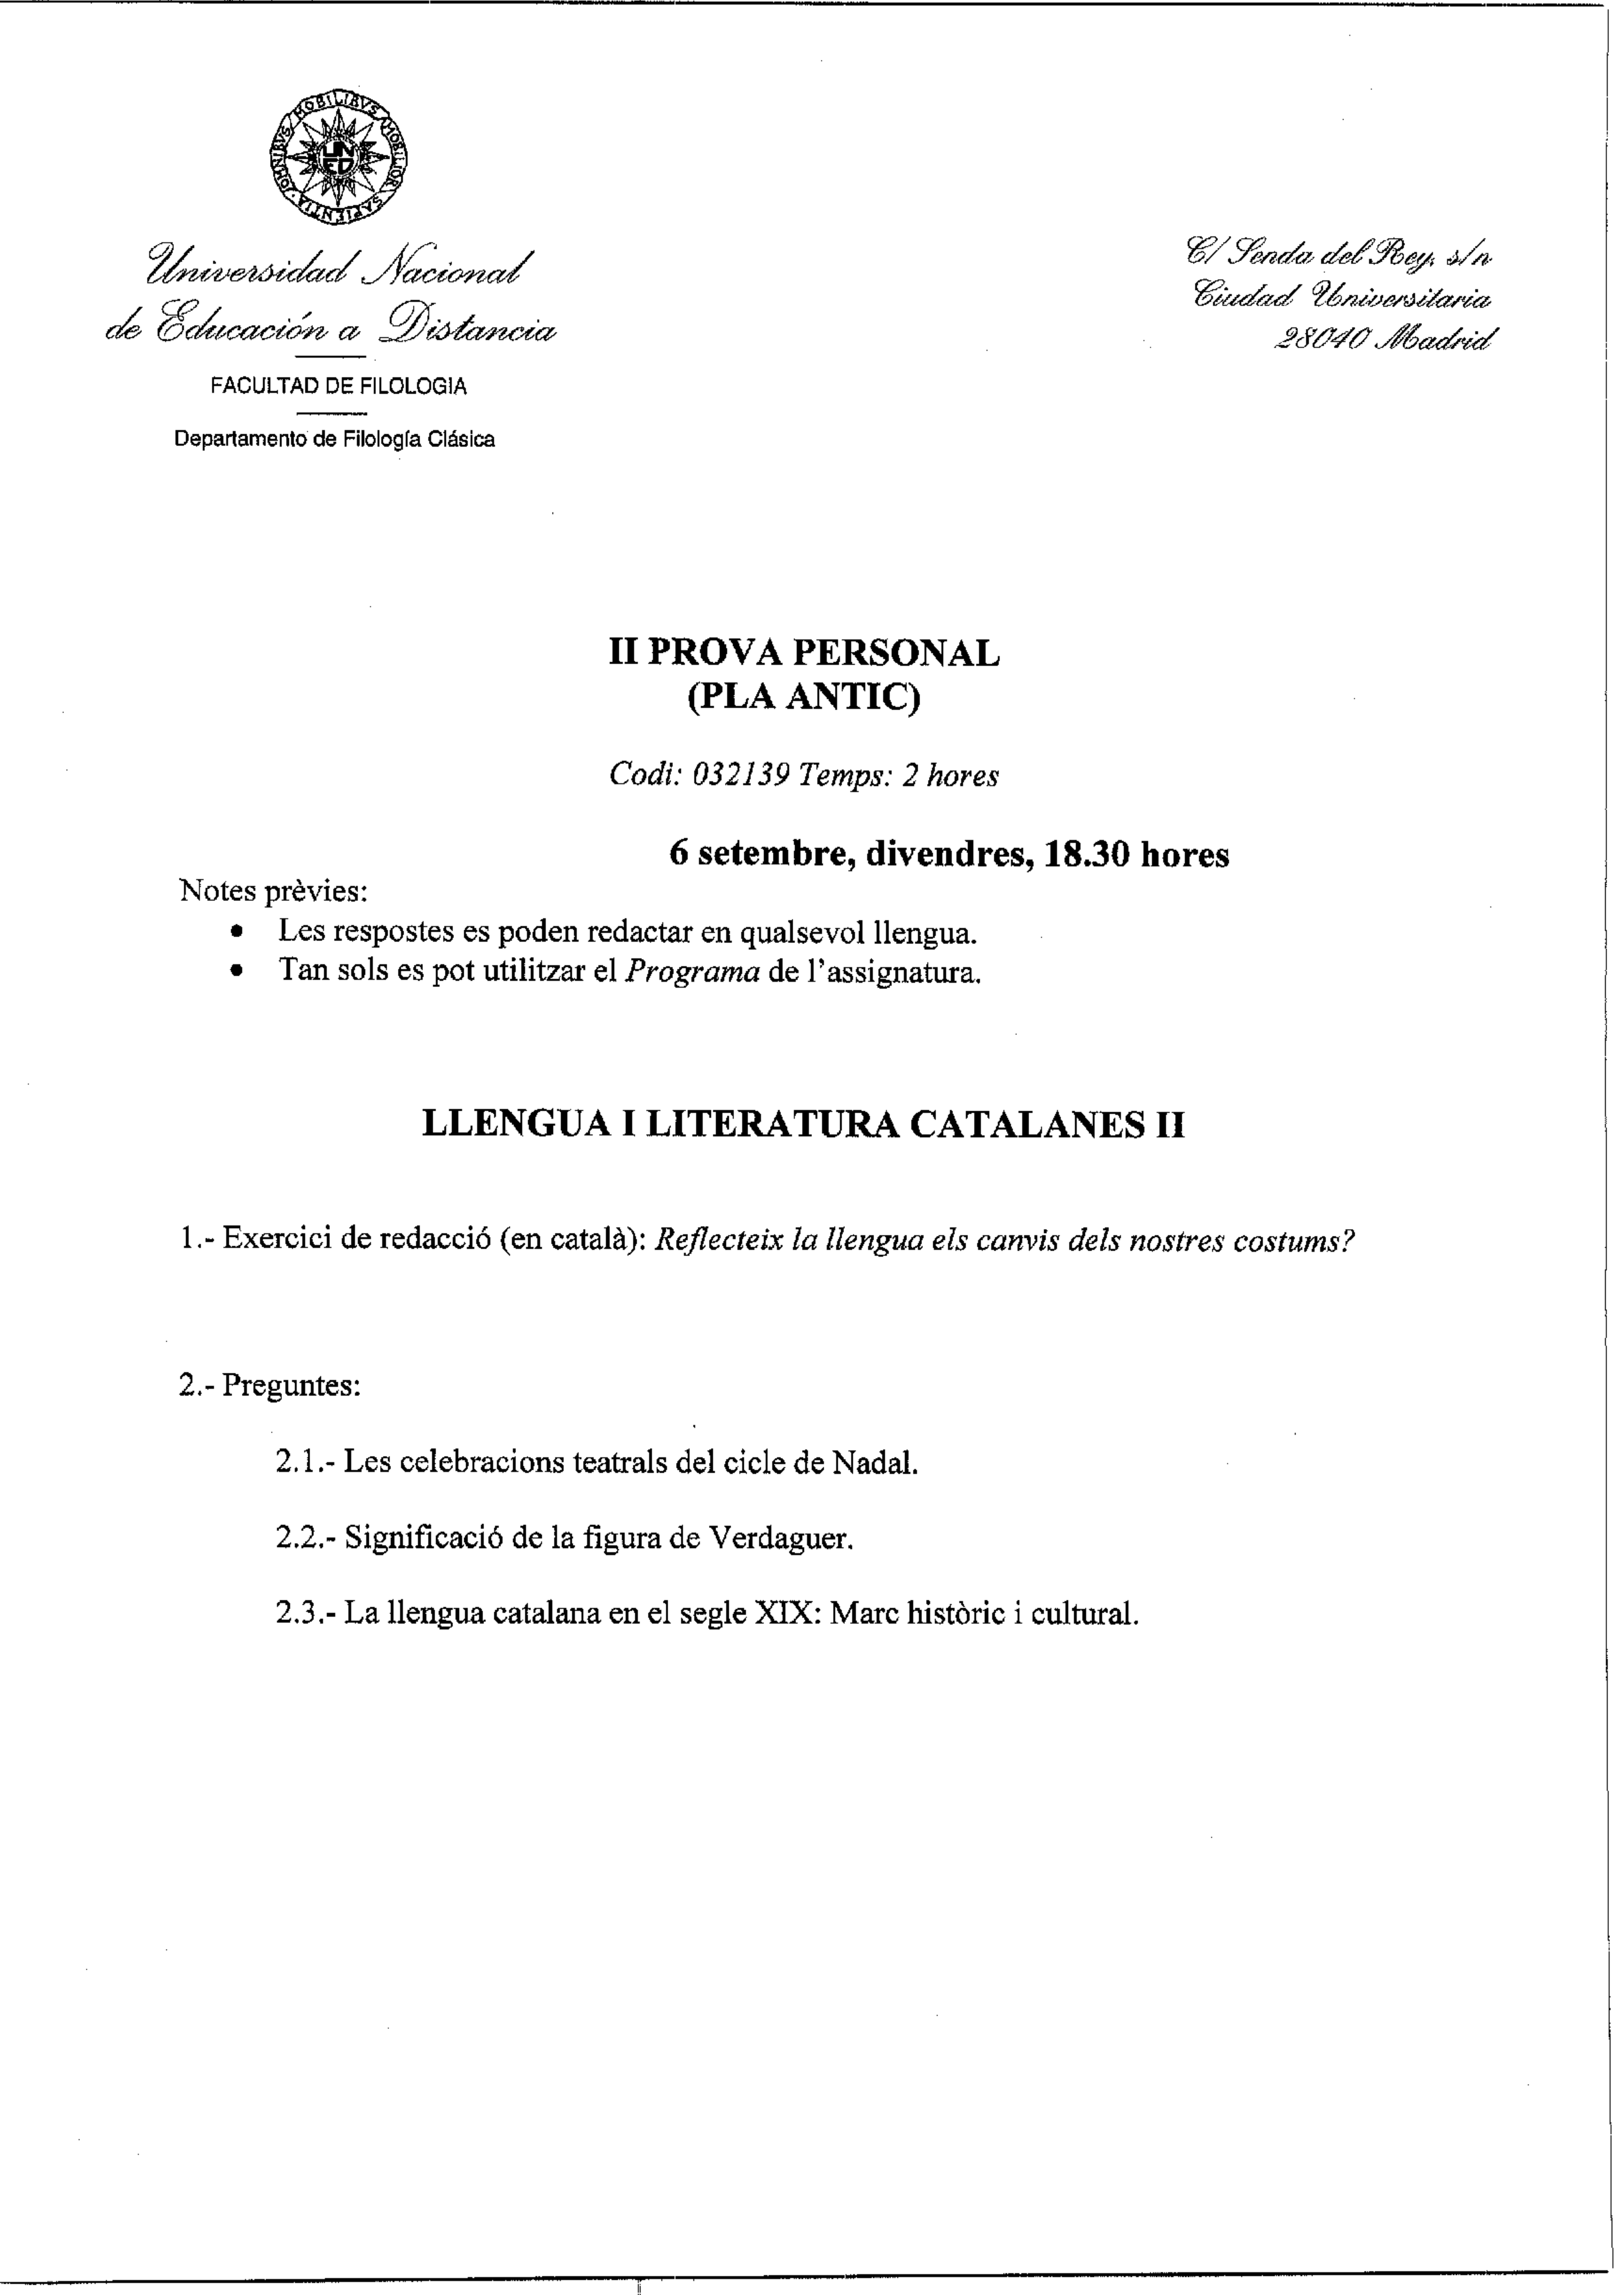 OMNIBVS MOBILIBVS MOBILIOR SAPIENTIA
UN
ED
Universidad Nacional
de Educación a Distancia
FACULTAD DE FILOLOGIA
Departamento de Filología Clásica
C/ Senda del Rey, s/n
Ciudad Universitaria
28040 Madrid
II PROVA PERSONAL
(PLA ANTIC)
Codi: 032139 Temps: 2 hores
6 setembre, divendres, 18.30 hores
Notes prèvies:
• Les respostes es poden redactar en qualsevol llengua.
• Tan sols es pot utilitzar el Programa de l'assignatura.
LLENGUA I LITERATURA CATALANES II
1.- Exercici de redacció (en català): Reflecteix la llengua els canvis dels nostres costums?
2.- Preguntes:
2.1.- Les celebracions teatrals del cicle de Nadal.
2.2.- Significació de la figura de Verdaguer.
2.3.- La llengua catalana en el segle XIX: Marc històric i cultural.